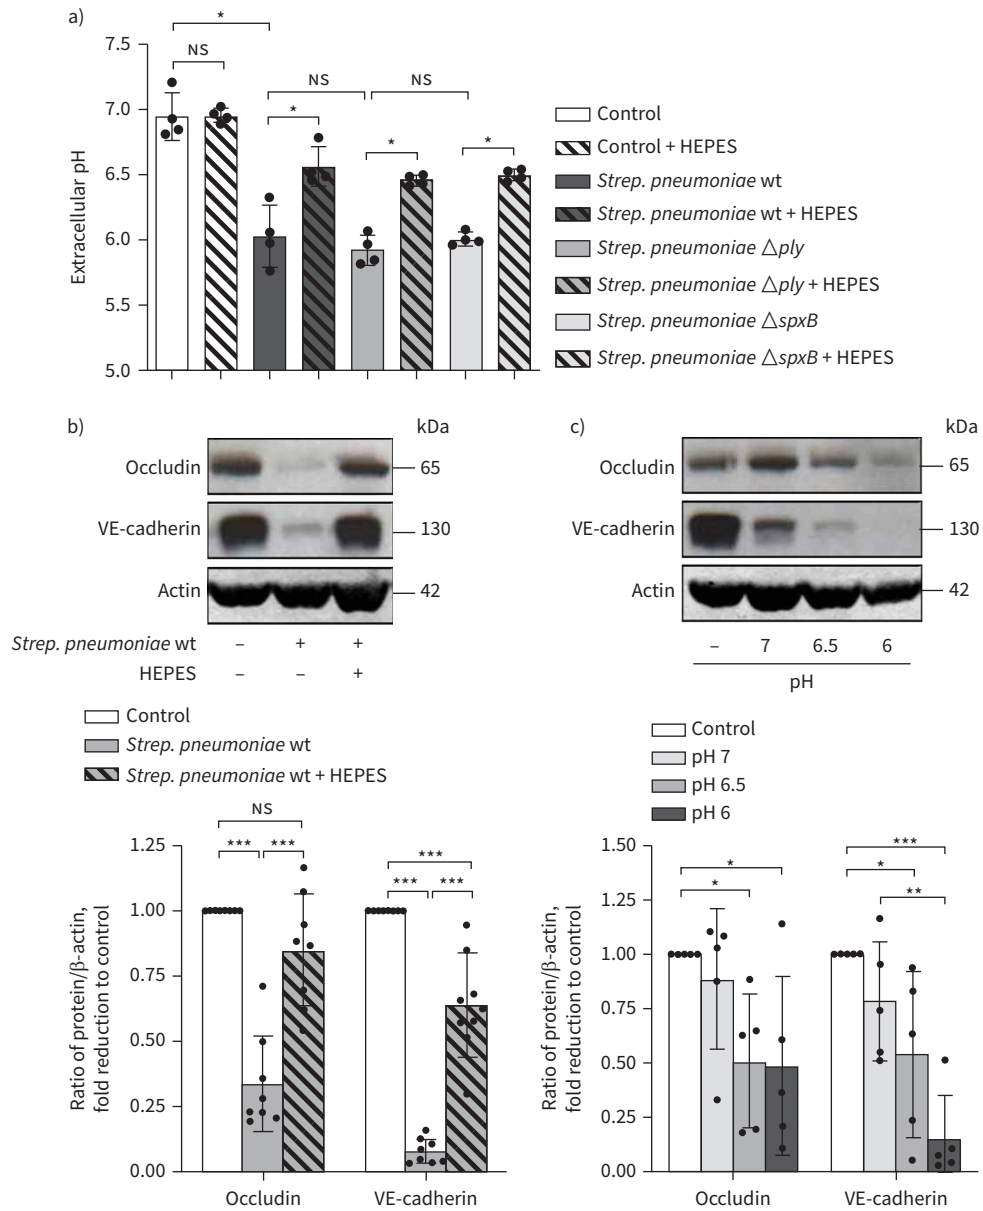 a)
*
NS
NS
NS
*
*
*
7.5
7.0
6.5
6.0
5.5
5.0
Extracellular pH
Control
Control + HEPES
Strep. pneumoniae wt
Strep. pneumoniae wt + HEPES
Strep. pneumoniae △ply
Strep. pneumoniae △ply + HEPES
Strep. pneumoniae △spxB
Strep. pneumoniae △spxB + HEPES
b)
kDa
Occludin
65
VE-cadherin
130
Actin
42
Strep. pneumoniae wt – + +
HEPES – – +
Control
Strep. pneumoniae wt
Strep. pneumoniae wt + HEPES
NS
*** ***
***
*** ***
1.25
1.00
0.75
0.50
0.25
0.00
Ratio of protein/β-actin,
fold reduction to control
Occludin VE-cadherin
c)
kDa
Occludin
65
VE-cadherin
130
Actin
42
– 7 6.5 6
pH
Control
pH 7
pH 6.5
pH 6
*
*
***
*
**
1.50
1.25
1.00
0.75
0.50
0.25
0.00
Ratio of protein/β-actin,
fold reduction to control
Occludin VE-cadherin